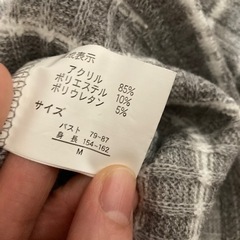 表示
アクリル 85%
ポリエステル 10%
ポリウレタン 5%
サイズ
バスト 79-87
身長 154-162
M